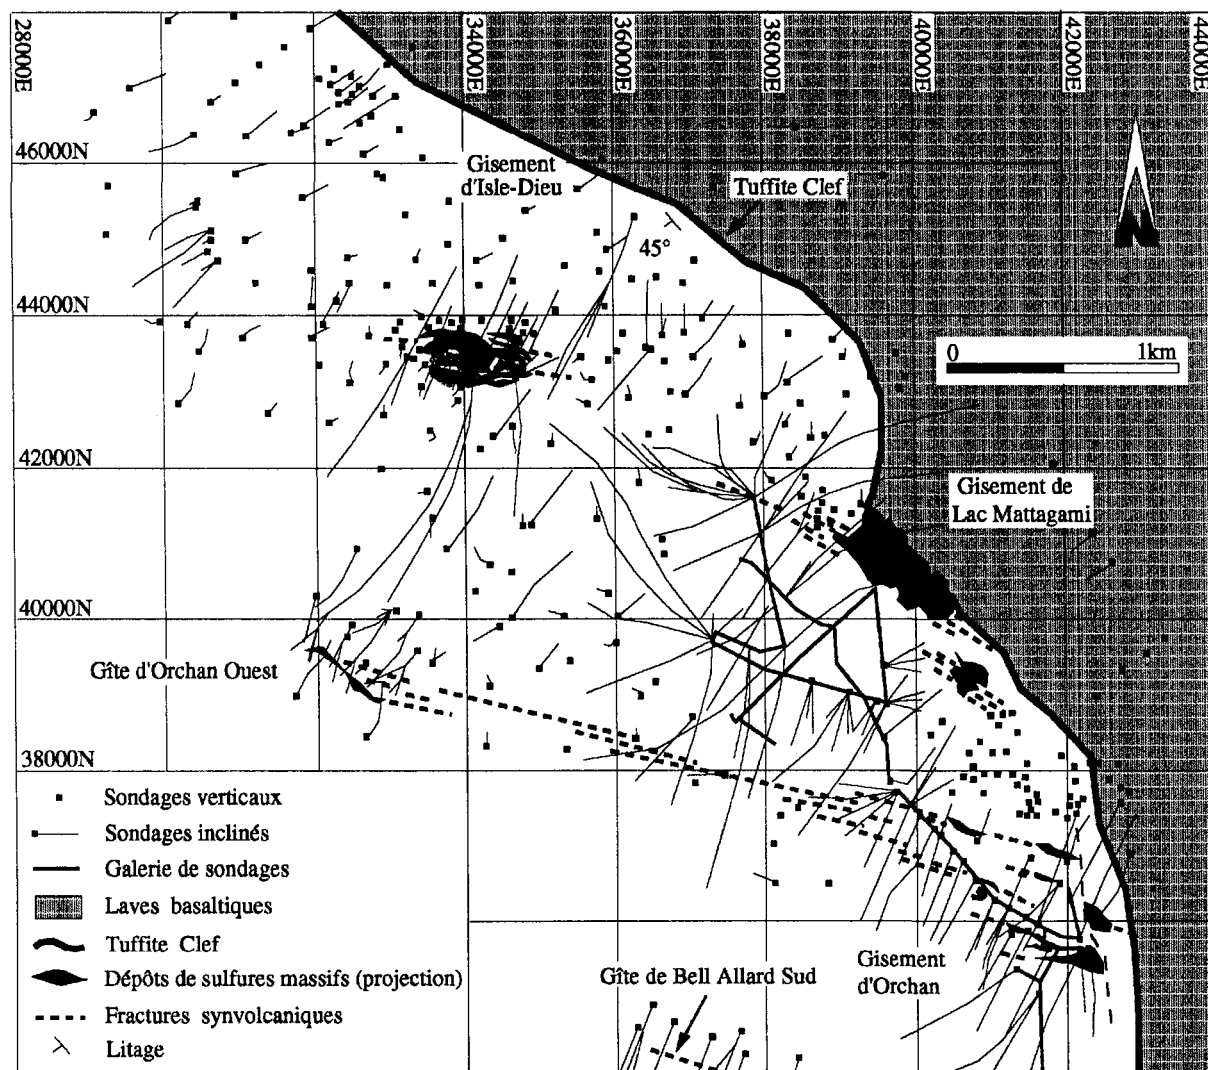 28000E
34000E
36000E
38000E
40000E
42000E
44000E
46000N
Gisement
d'Isle-Dieu
Tuffite Clef
45°
44000N
0 1km
42000N
Gisement de
Lac Mattagami
40000N
Gîte d'Orchan Ouest
38000N
Sondages verticaux
Sondages inclinés
Galerie de sondages
Laves basaltiques
Tuffite Clef
Dépôts de sulfures massifs (projection)
Fractures synvolcaniques
Litage
Gîte de Bell Allard Sud
Gisement
d'Orchan
N